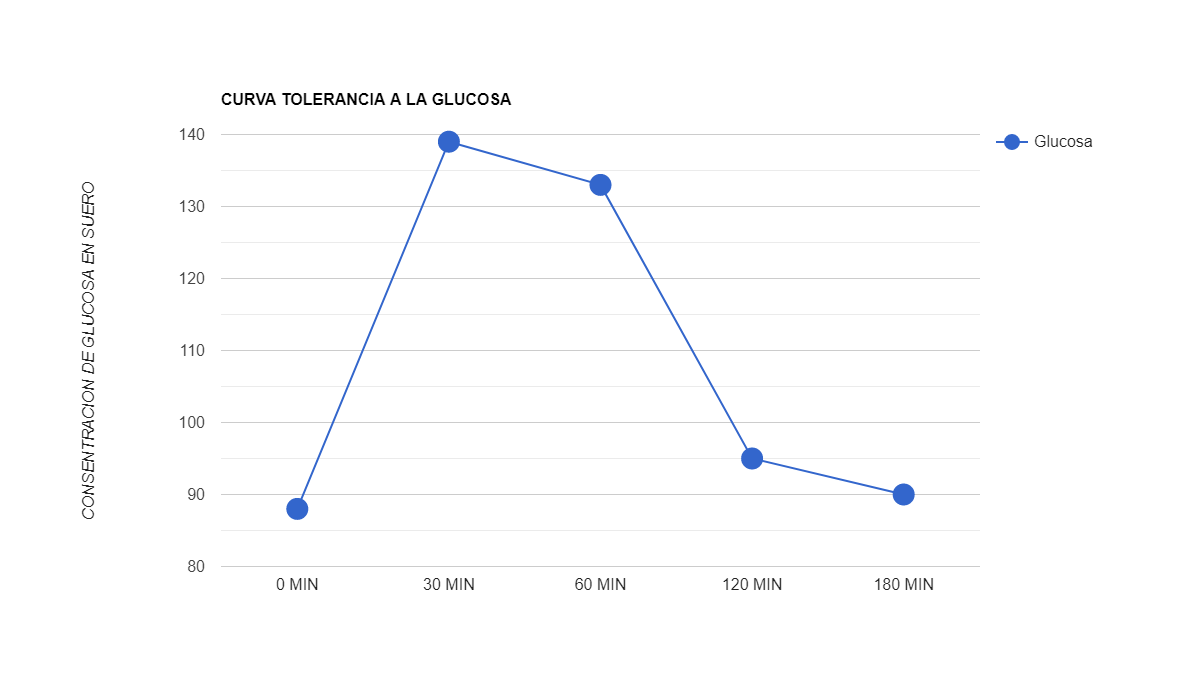 CURVA TOLERANCIA A LA GLUCOSA
CONSENTRACION DE GLUCOSA EN SUERO
140
130
120
110
100
90
80
0 MIN
30 MIN
60 MIN
120 MIN
180 MIN
Glucosa